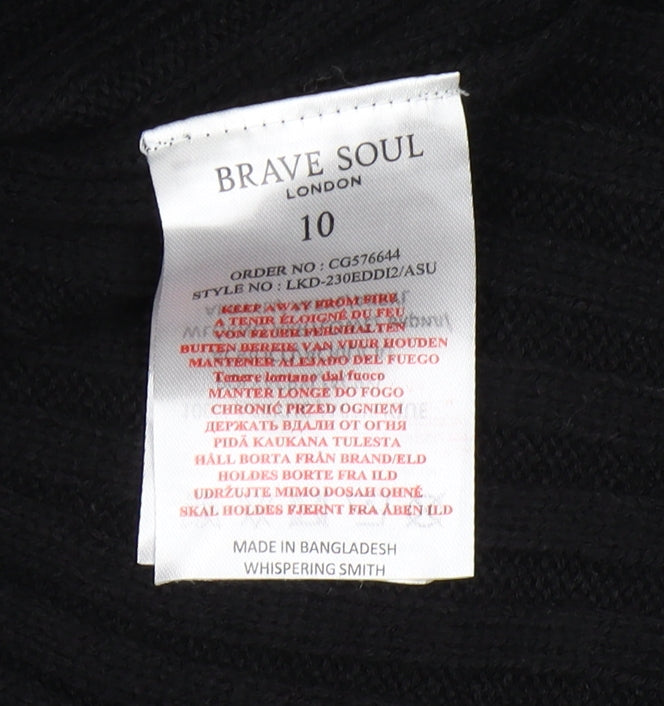 BRAVE SOUL
LONDON
10
ORDER NO : CG576644
STYLE NO : LKD-230EDDI2/ASU
KEEP AWAY FROM FIRE
A TENIR ÉLOIGNÉ DU FEU
VON FEUER FERNHALTEN
BUITEN BEREIK VAN VUUR HOUDEN
MANTENER ALEJADO DEL FUEGO
Tenere lontano dal fuoco
MANTER LONGE DO FOGO
CHRONIĆ PRZED OGNIEM
ДЕРЖАТЬ ВДАЛИ ОТ ОГНЯ
PIDÄ KAUKANA TULESTA
HÅLL BORTA FRÅN BRAND/ELD
HOLDES BORTE FRA ILD
UDRŽUJTE MIMO DOSAH OHNĚ
SKAL HOLDES FJERNT FRA ÅBEN ILD
MADE IN BANGLADESH
WHISPERING SMITH